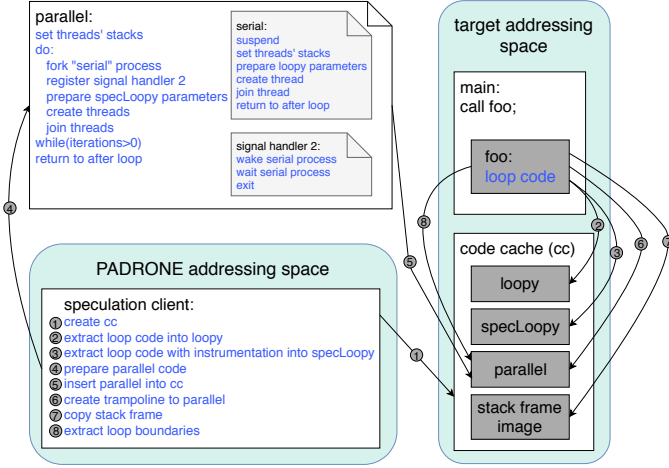 parallel:
set threads' stacks
do:
fork "serial" process
register signal handler 2
prepare specLoopy parameters
create threads
join threads
while(iterations>0)
return to after loop
serial:
suspend
set threads' stacks
prepare loopy parameters
create thread
join thread
return to after loop
signal handler 2:
wake serial process
wait serial process
exit
4
5
PADRONE addressing space
speculation client:
1 create cc
2 extract loop code into loopy
3 extract loop code with instrumentation into specLoopy
4 prepare parallel code
5 insert parallel into cc
6 create trampoline to parallel
7 copy stack frame
8 extract loop boundaries
1
target addressing
space
main:
call foo;
foo:
loop code
8
2
3
6
7
code cache (cc)
loopy
specLoopy
parallel
stack frame
image